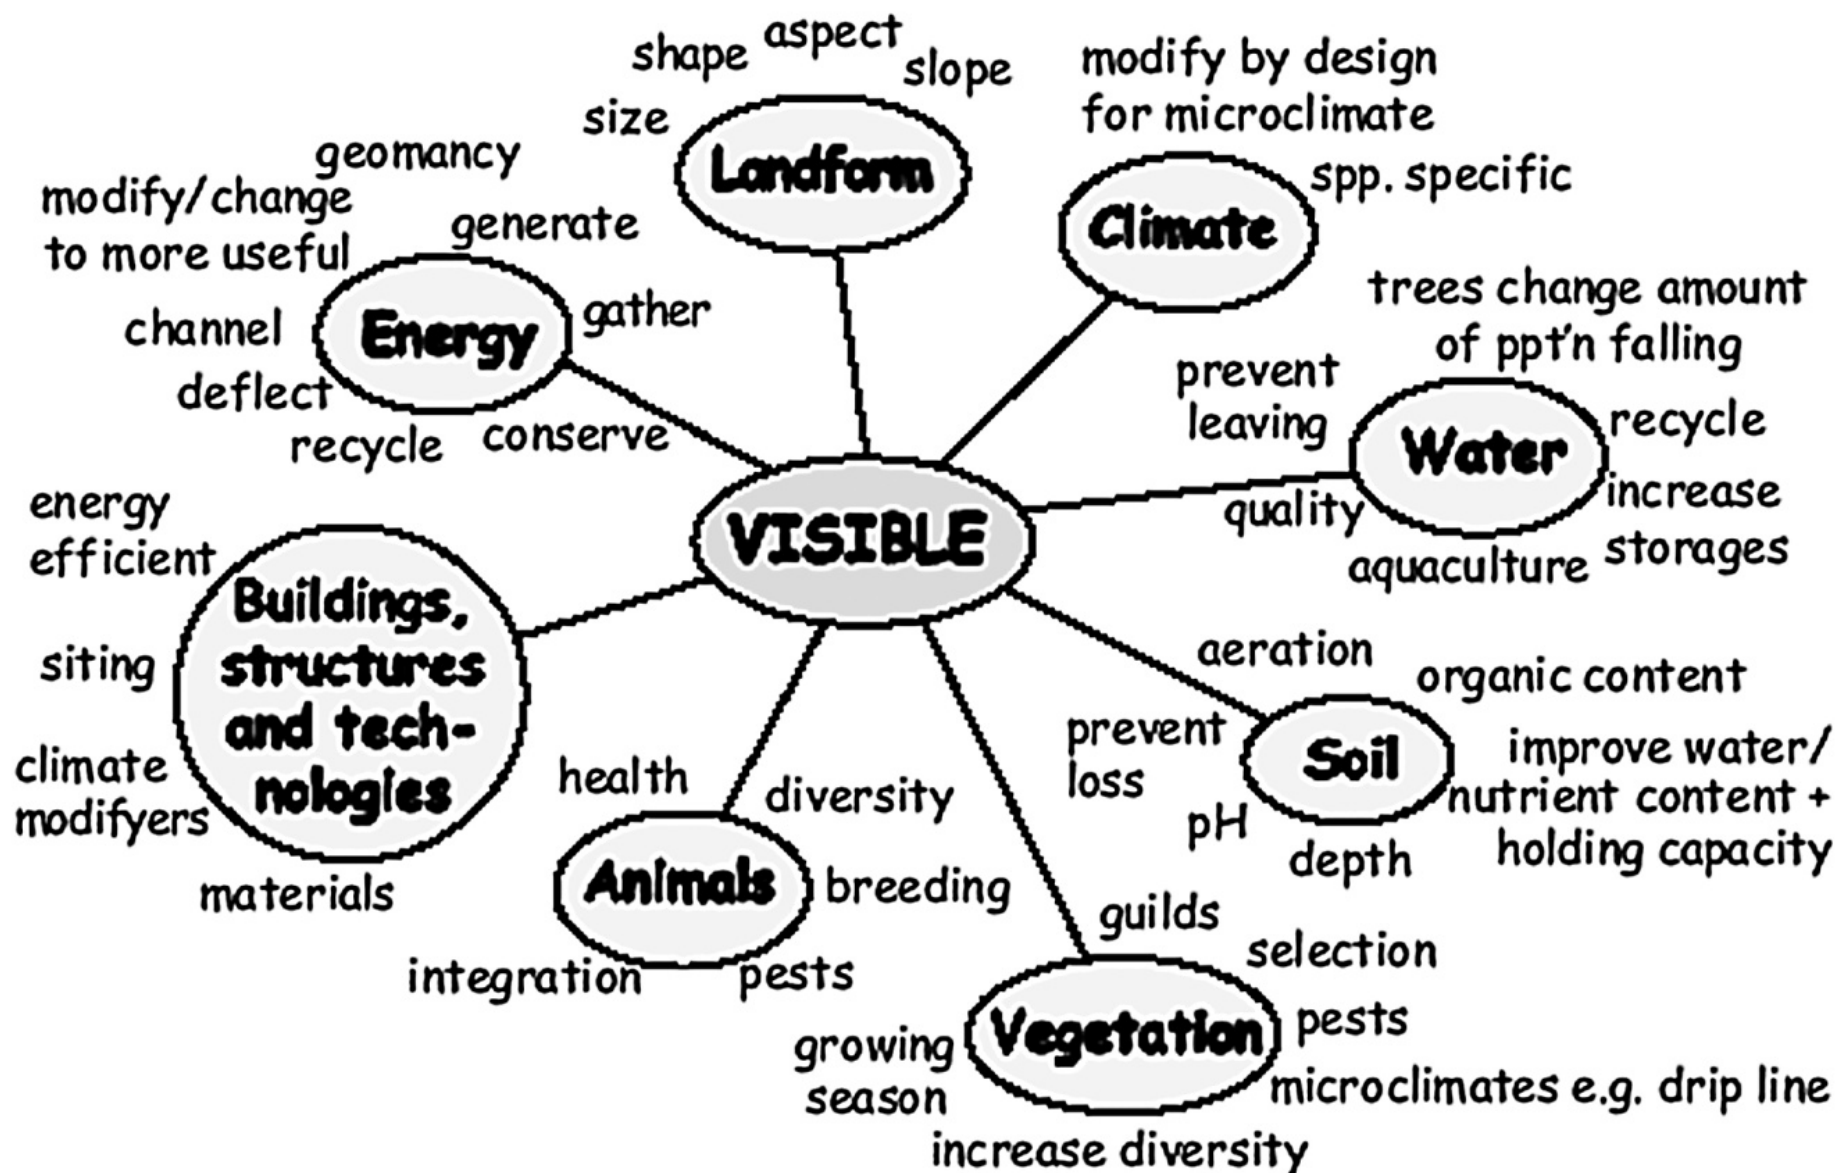 shape
aspect
slope
size
Landform
modify by design
for microclimate
spp. specific
Climate
geomancy
modify/change
to more useful
generate
gather
channel
Energy
deflect
recycle
conserve
trees change amount
of ppt'n falling
prevent
leaving
Water
recycle
quality
increase
storages
aquaculture
VISIBLE
energy
efficient
Buildings,
structures
and tech-
nologies
siting
climate
modifyers
materials
aeration
organic content
prevent
loss
Soil
improve water/
nutrient content +
holding capacity
pH
depth
health
diversity
Animals
breeding
integration
pests
guilds
selection
Vegetation
pests
growing
season
microclimates e.g. drip line
increase diversity